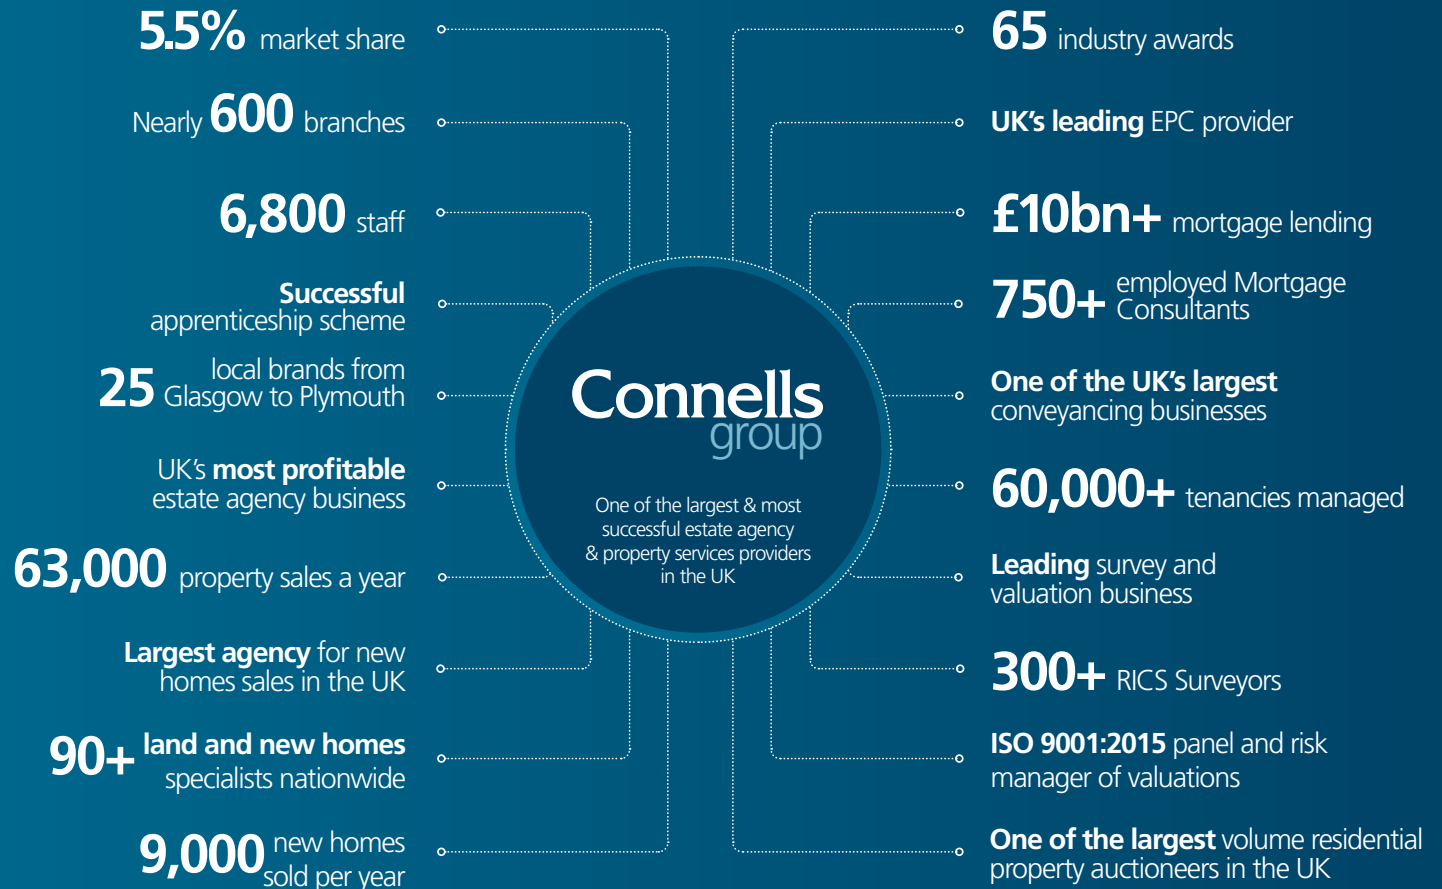 5.5% market share
Nearly 600 branches
6,800 staff
Successful
apprenticeship scheme
25 local brands from
Glasgow to Plymouth
UK's most profitable
estate agency business
63,000 property sales a year
Largest agency for new
homes sales in the UK
90+ land and new homes
specialists nationwide
9,000 new homes
sold per year
Connells
group
One of the largest & most
successful estate agency
& property services providers
in the UK
65 industry awards
UK's leading EPC provider
£10bn+ mortgage lending
750+ employed Mortgage
Consultants
One of the UK's largest
conveyancing businesses
60,000+ tenancies managed
Leading survey and
valuation business
300+ RICS Surveyors
ISO 9001:2015 panel and risk
manager of valuations
One of the largest volume residential
property auctioneers in the UK